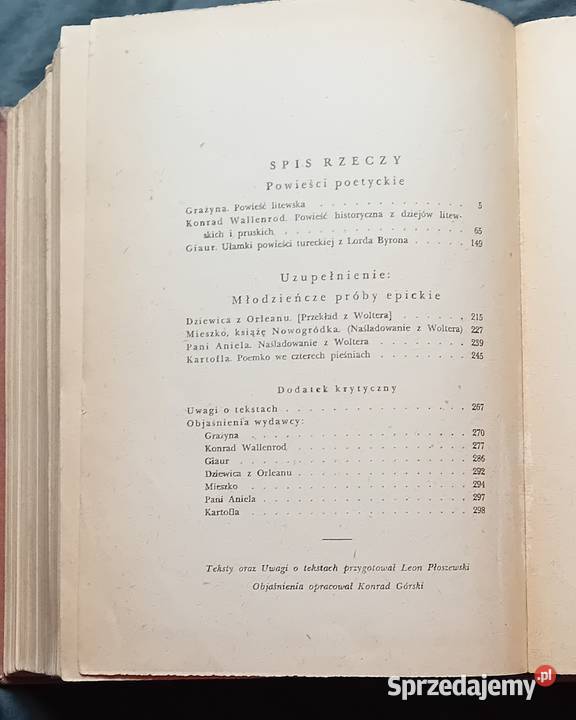 SPIS RZECZY
Powieści poetyckie
Grażyna. Powieść litewska . . . . . . . . . . . . . 5
Konrad Wallenrod. Powieść historyczna z dziejów litew-
skich i pruskich . . . . . . . . . . . . . . . 65
Giaur. Ułamki powieści tureckiej z Lorda Byrona . . . . . 149
Uzupełnienie:
Młodzieńcze próby epickie
Dziewica z Orleanu. [Przekład z Woltera] . . . . . . . 215
Mieszko, książę Nowogródka. (Naśladowanie z Woltera) 227
Pani Aniela. Naśladowanie z Woltera . . . . . . . . 239
Kartofla. Poemko we czterech pieśniach . . . . . . . . 245
Dodatek krytyczny
Uwagi o tekstach . . . . . . . . . . . . . . . 267
Objaśnienia wydawcy:
Grażyna . . . . . . . . . . . . . . . . 270
Konrad Wallenrod . . . . . . . . . . . . . 277
Giaur . . . . . . . . . . . . . . . . . 286
Dziewica z Orleanu . . . . . . . . . . . . 292
Mieszko . . . . . . . . . . . . . . . . 294
Pani Aniela . . . . . . . . . . . . . . . 297
Kartofla . . . . . . . . . . . . . . . . 298
Teksty oraz Uwagi o tekstach przygotował Leon Płoszewski
Objaśnienia opracował Konrad Górski
Sprzedajemy.pl